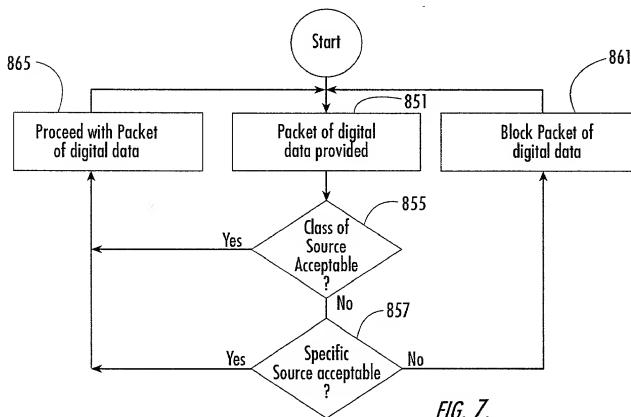 Start
865
861
851
Proceed with Packet
of digital data
Packet of digital
data provided
Block Packet of
digital data
855
Class of
Source
Acceptable
?
Yes
No
857
Specific
Source acceptable
?
Yes
No
FIG. 7.